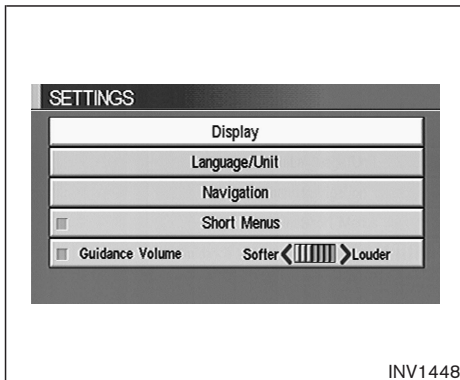 SETTINGS
Display
Language/Unit
Navigation
Short Menus
Guidance Volume Softer Louder
INV1448